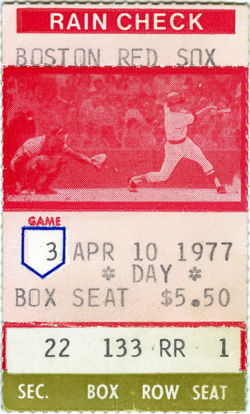 RAIN CHECK
BOSTON RED SOX
GAME
3 APR 10 1977
* DAY *
BOX SEAT $5.50
22 133 RR 1
SEC. BOX ROW SEAT